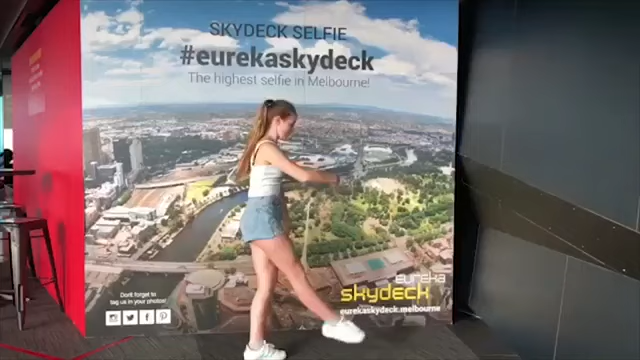 SKYDECK SELFIE
#eurekaskydeck
The highest selfie in Melbourne!
Don't forget to
tag us in your photos!
eureka
skydeck
eurekaskydeck.melbourne